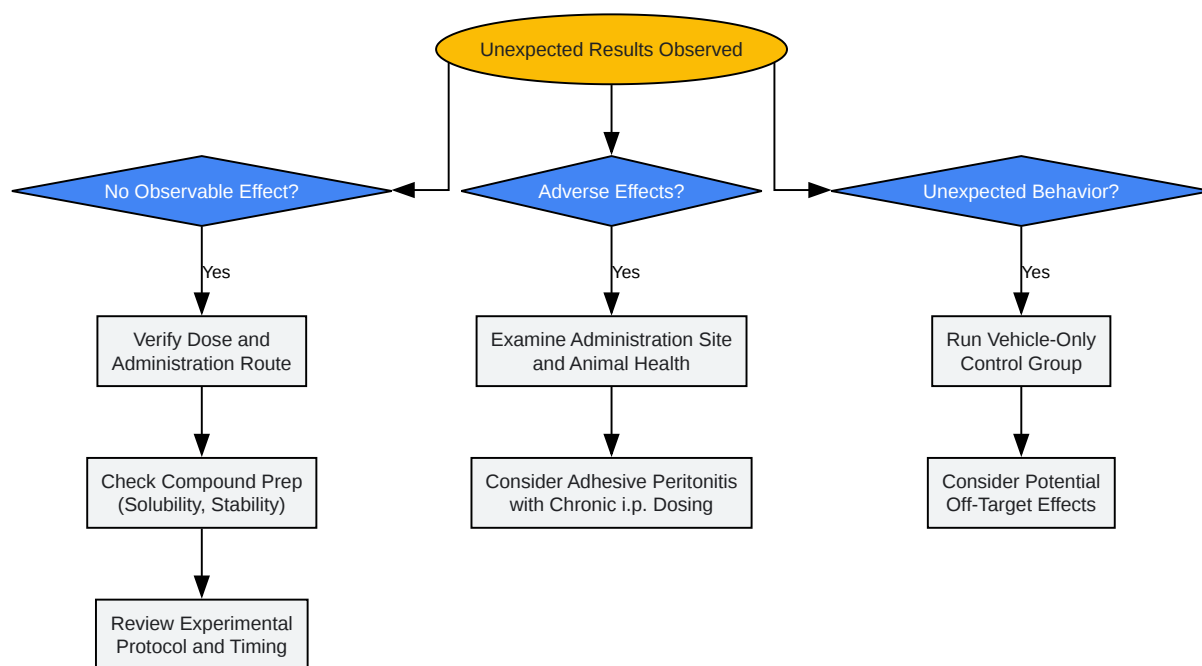 Unexpected Results Observed
No Observable Effect?
Adverse Effects?
Unexpected Behavior?
Yes
Yes
Yes
Verify Dose and
Administration Route
Examine Administration Site
and Animal Health
Run Vehicle-Only
Control Group
Check Compound Prep
(Solubility, Stability)
Consider Adhesive Peritonitis
with Chronic i.p. Dosing
Consider Potential
Off-Target Effects
Review Experimental
Protocol and Timing